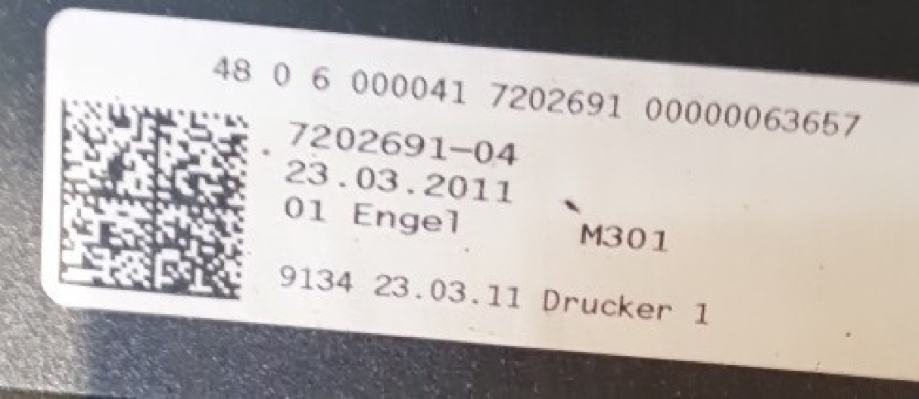 48 0 6 000041 7202691 00000063657
7202691-04
23.03.2011
01 Engel M301
9134 23.03.11 Drucker 1